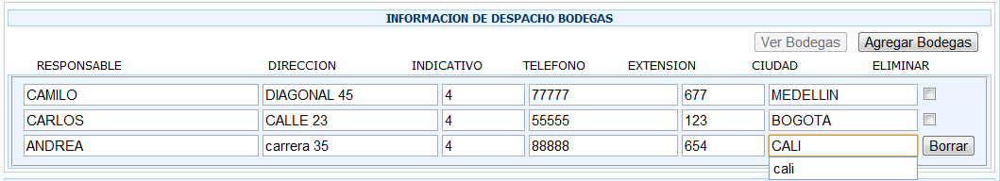 INFORMACION DE DESPACHO BODEGAS
Ver Bodegas Agregar Bodegas
RESPONSABLE DIRECCION INDICATIVO TELEFONO EXTENSION CIUDAD ELIMINAR
CAMILO DIAGONAL 45 4 77777 677 MEDELLIN
CARLOS CALLE 23 4 55555 123 BOGOTA
ANDREA carrera 35 4 88888 654 CALI Borrar
cali